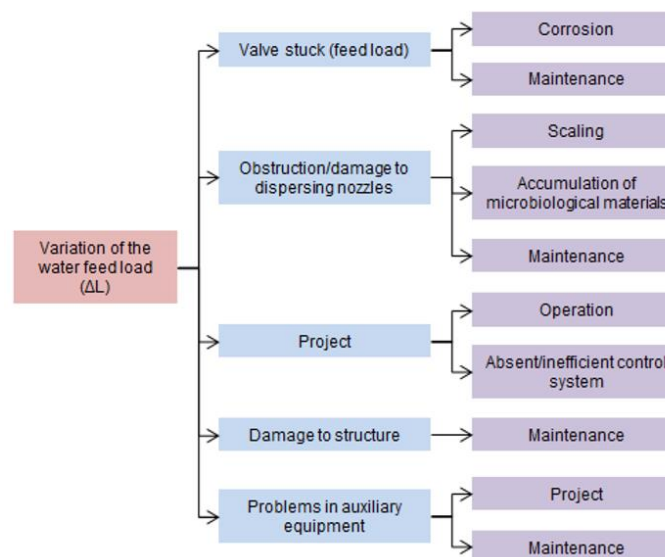 Corrosion
Valve stuck (feed load)
Maintenance
Scaling
Obstruction/damage to
dispersing nozzles
Accumulation of
microbiological materials
Maintenance
Variation of the
water feed load
(ΔL)
Operation
Project
Absent/inefficient control
system
Damage to structure
Maintenance
Problems in auxiliary
equipment
Project
Maintenance